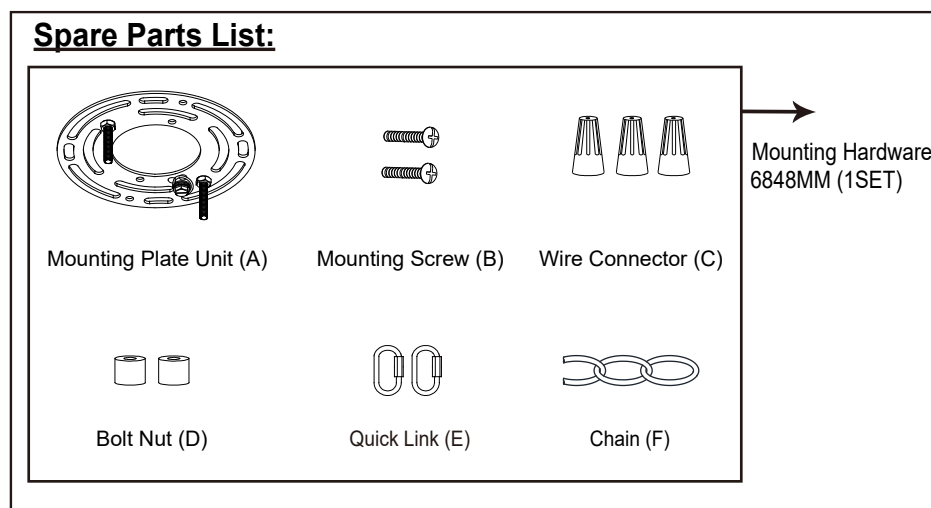 Spare Parts List:
Mounting Hardware
6848MM (1SET)
Mounting Plate Unit (A)
Mounting Screw (B)
Wire Connector (C)
Bolt Nut (D)
Quick Link (E)
Chain (F)